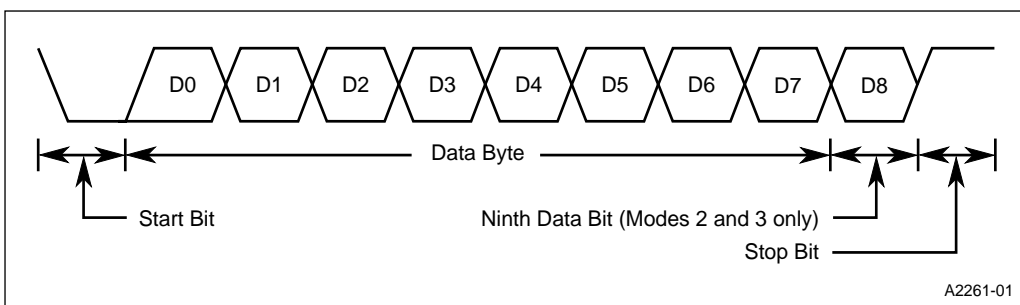 D0 D1 D2 D3 D4 D5 D6 D7 D8
Data Byte
Start Bit
Ninth Data Bit (Modes 2 and 3 only)
Stop Bit
A2261-01